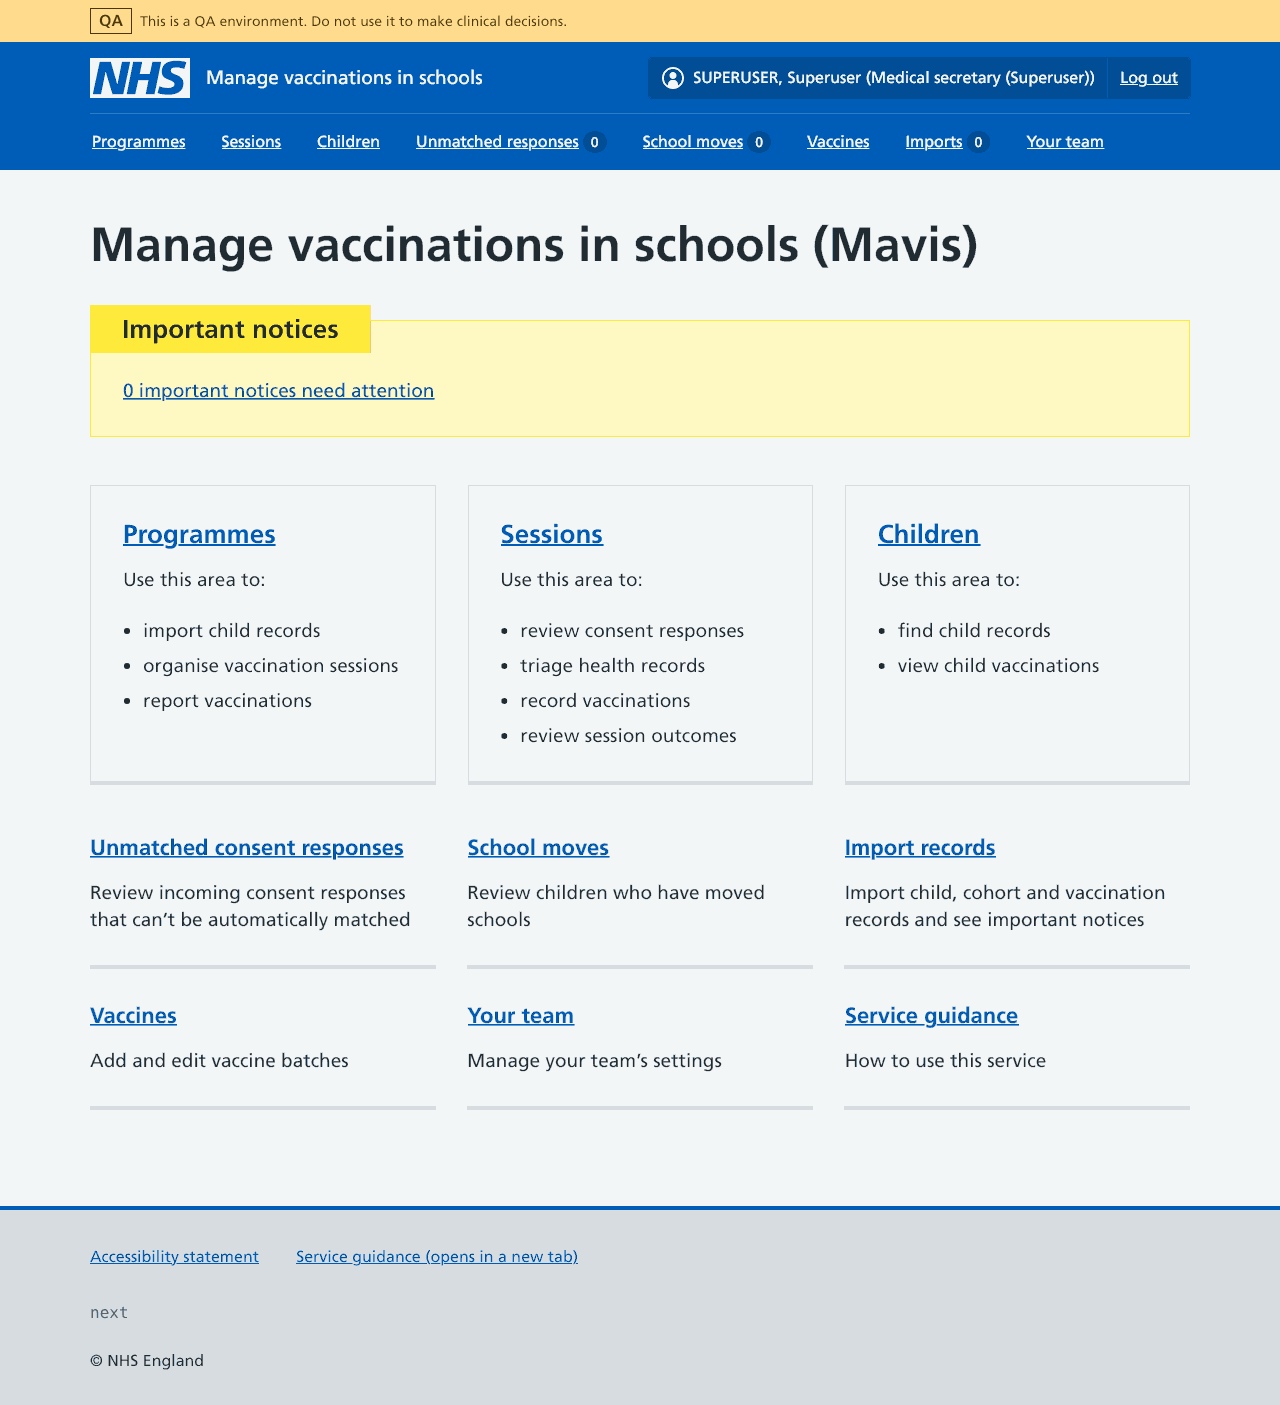 QA This is a QA environment. Do not use it to make clinical decisions.
NHS Manage vaccinations in schools SUPERUSER, Superuser (Medical secretary (Superuser)) Log out
Programmes Sessions Children Unmatched responses 0 School moves 0 Vaccines Imports 0 Your team
Manage vaccinations in schools (Mavis)
Important notices
0 important notices need attention
Programmes
Use this area to:
• import child records
• organise vaccination sessions
• report vaccinations
Sessions
Use this area to:
• review consent responses
• triage health records
• record vaccinations
• review session outcomes
Children
Use this area to:
• find child records
• view child vaccinations
Unmatched consent responses
Review incoming consent responses
that can’t be automatically matched
School moves
Review children who have moved
schools
Import records
Import child, cohort and vaccination
records and see important notices
Vaccines
Add and edit vaccine batches
Your team
Manage your team’s settings
Service guidance
How to use this service
Accessibility statement Service guidance (opens in a new tab)
next
© NHS England